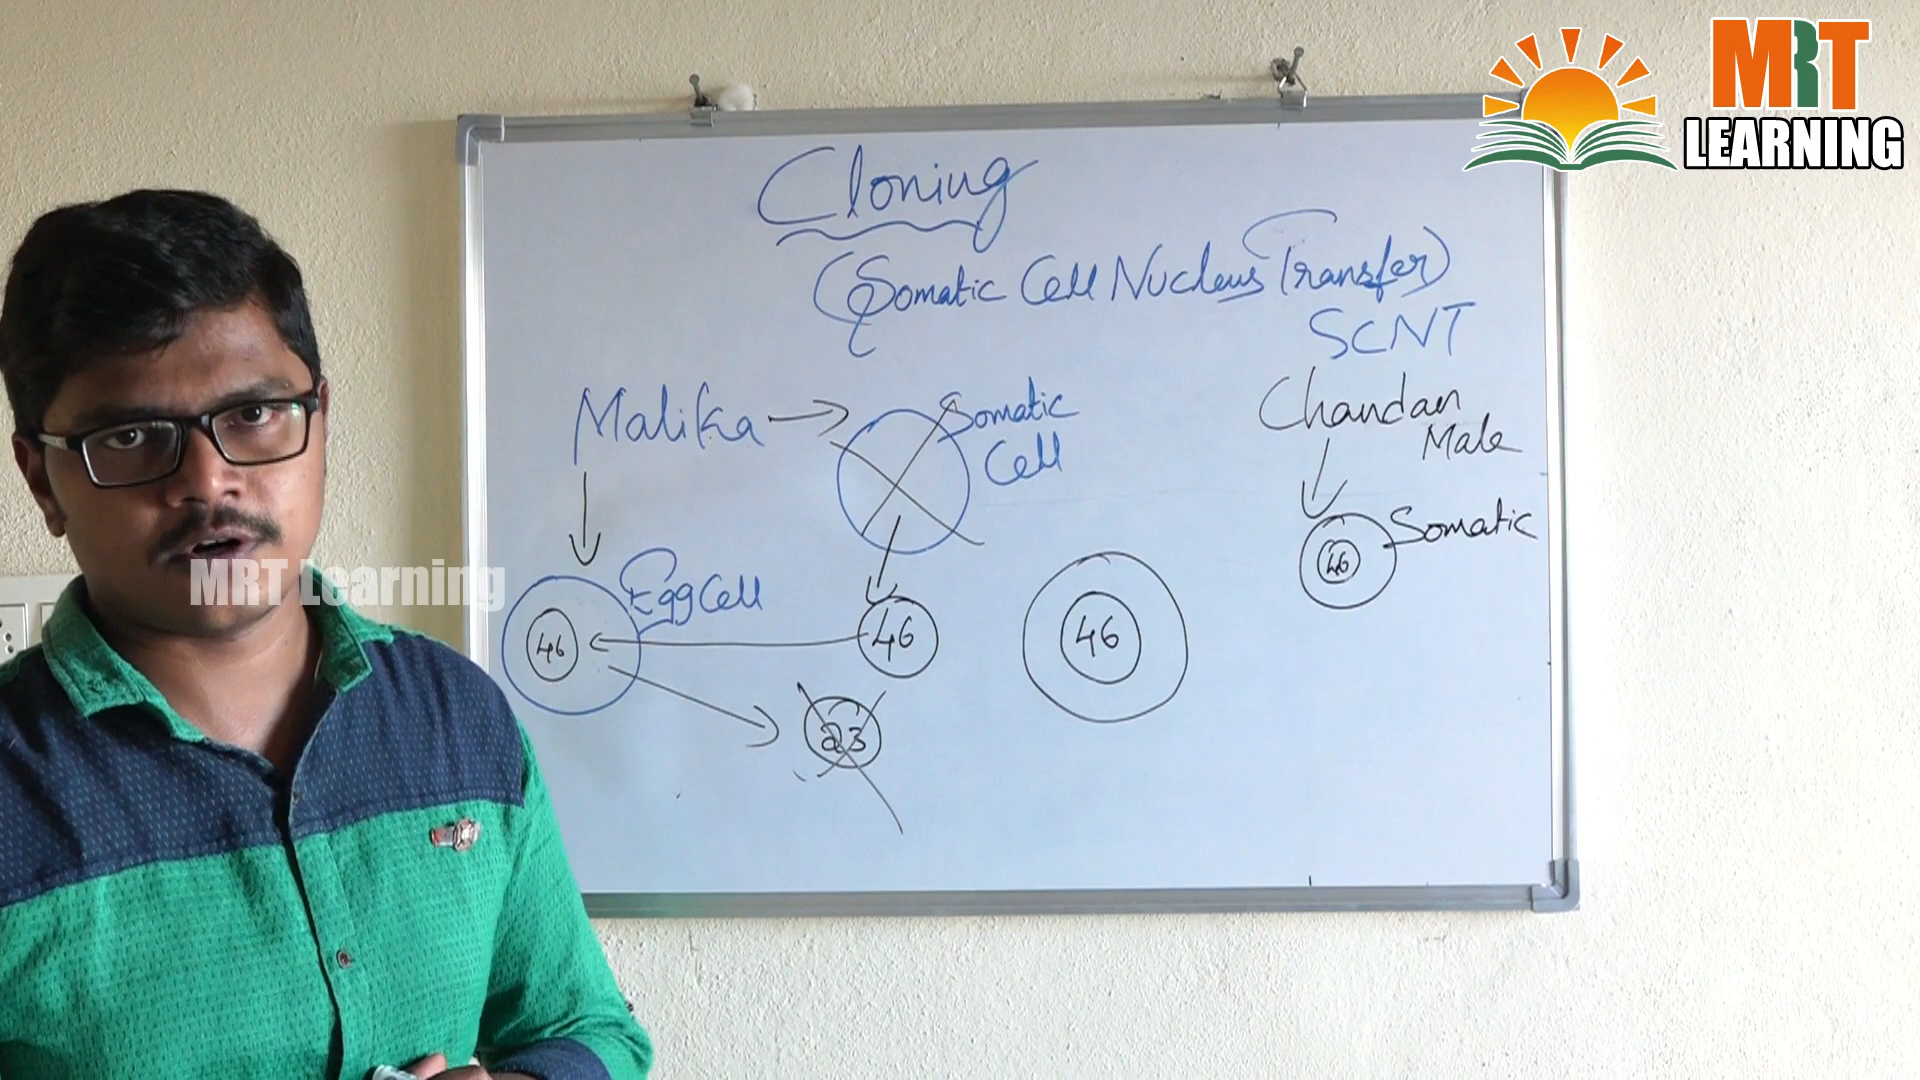 MRT
LEARNING
Cloning
(Somatic Cell Nucleus Transfer)
SCNT
Malika
Somatic
Cell
Chandan
Male
46
Somatic
Egg Cell
46
46
46
23
MRT Learning